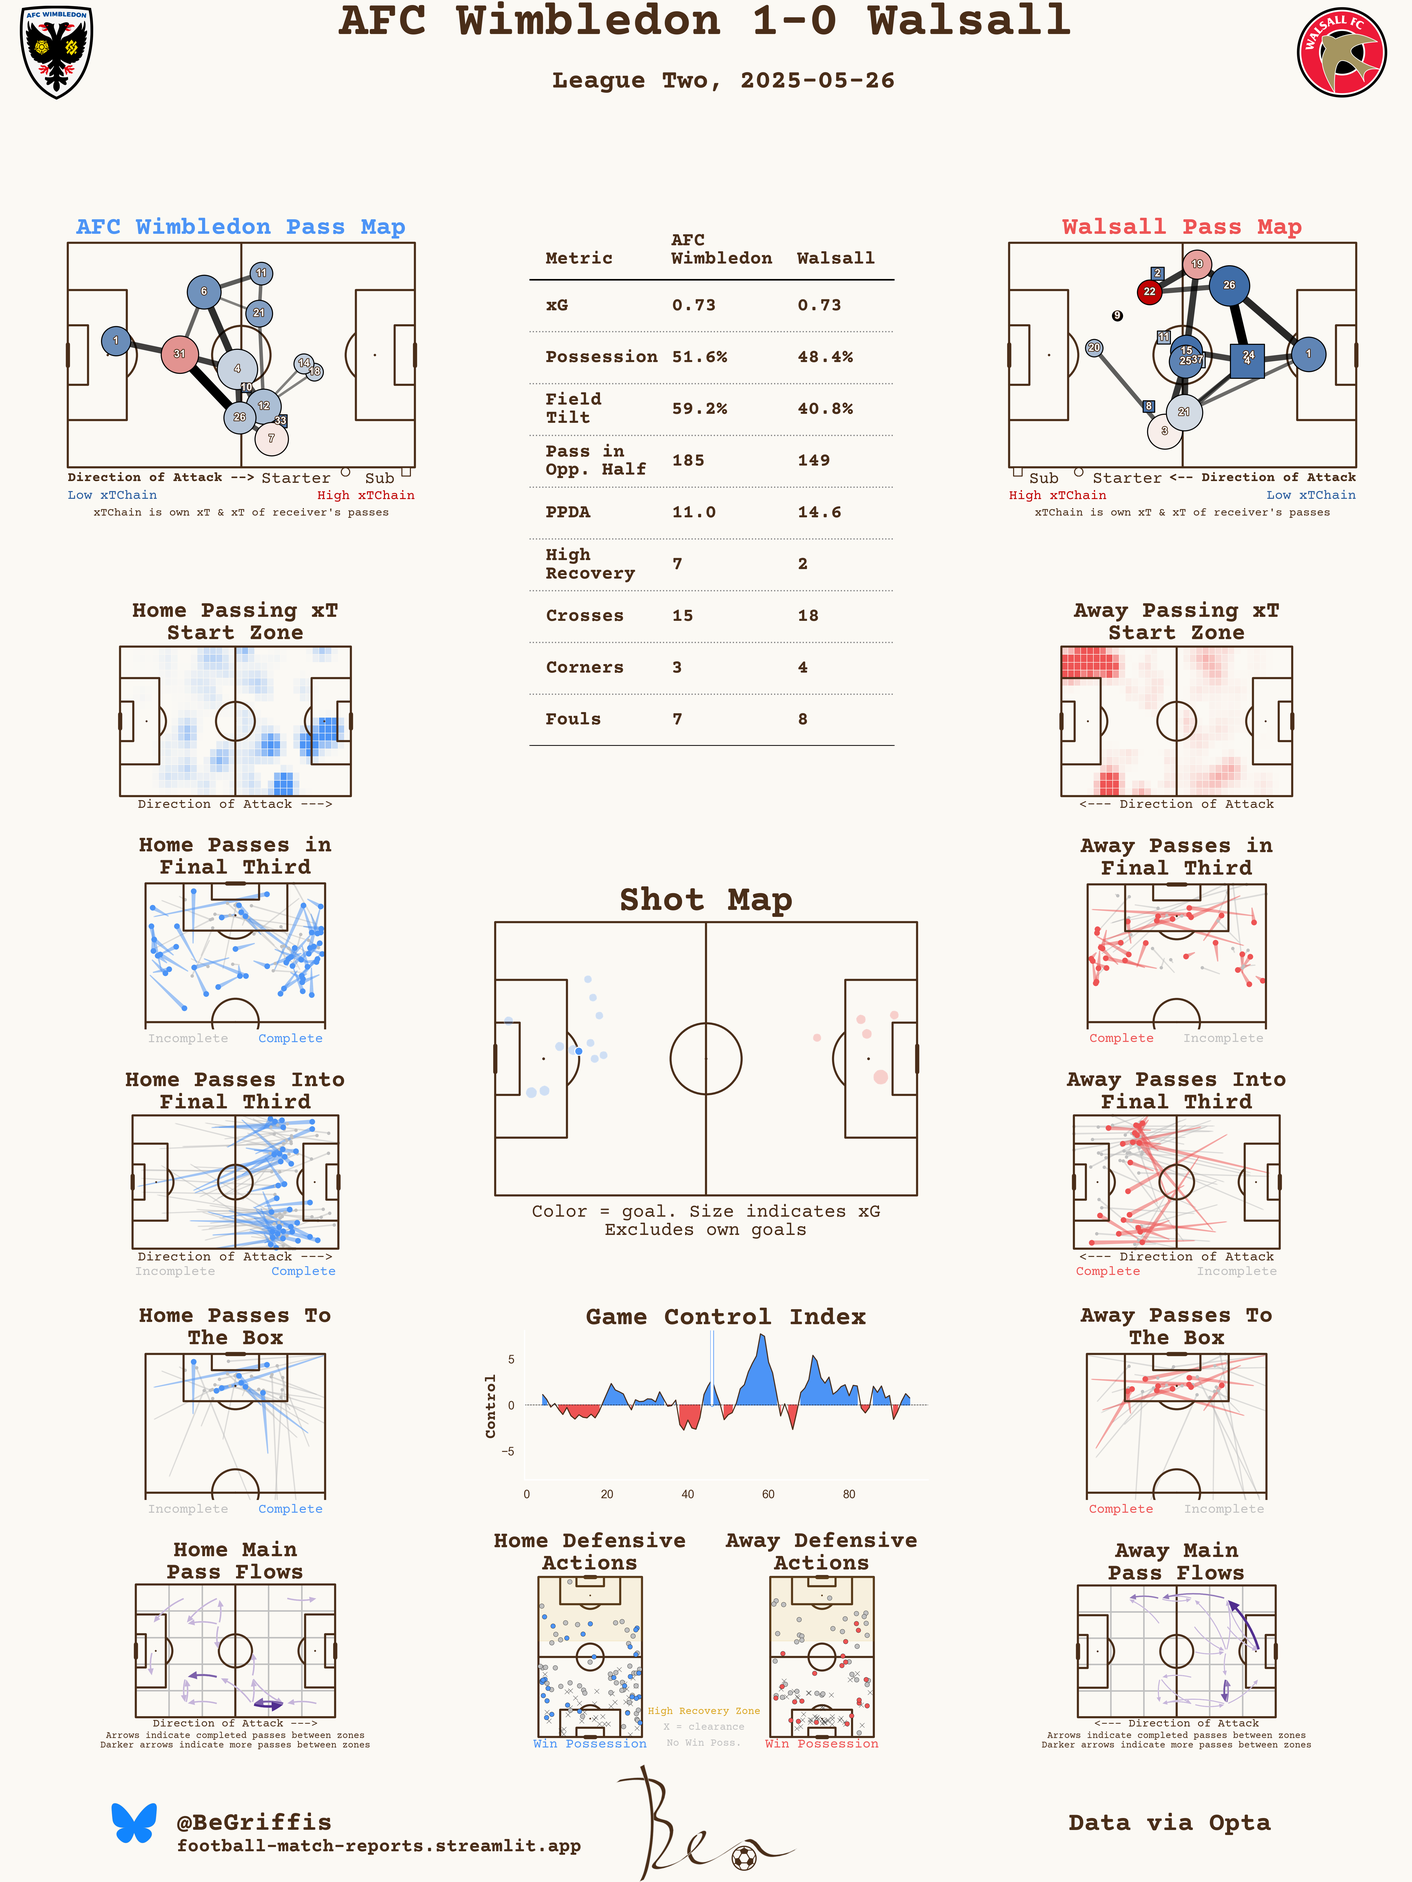 AFC Wimbledon 1-0 Walsall
League Two, 2025-05-26
AFC WIMBLEDON
WALSALL FC
AFC Wimbledon Pass Map
1
31
6
11
21
4
10
12
26
33
7
14
18
Direction of Attack --> Starter Sub
Low xTChain High xTChain
xTChain is own xT & xT of receiver's passes
Metric AFC Wimbledon Walsall
xG 0.73 0.73
Possession 51.6% 48.4%
Field Tilt 59.2% 40.8%
Pass in Opp. Half 185 149
PPDA 11.0 14.6
High Recovery 7 2
Crosses 15 18
Corners 3 4
Fouls 7 8
Walsall Pass Map
2
19
22
26
9
11
20
15
25
37
24
4
1
8
21
3
Sub Starter <-- Direction of Attack
High xTChain Low xTChain
xTChain is own xT & xT of receiver's passes
Home Passing xT
Start Zone
Direction of Attack --->
Away Passing xT
Start Zone
<--- Direction of Attack
Home Passes in
Final Third
Incomplete Complete
Away Passes in
Final Third
Complete Incomplete
Shot Map
Color = goal. Size indicates xG
Excludes own goals
Home Passes Into
Final Third
Direction of Attack --->
Incomplete Complete
Away Passes Into
Final Third
<--- Direction of Attack
Complete Incomplete
Home Passes To
The Box
Incomplete Complete
Game Control Index
Control
5
0
−5
0 20 40 60 80
Away Passes To
The Box
Complete Incomplete
Home Main
Pass Flows
Direction of Attack --->
Arrows indicate completed passes between zones
Darker arrows indicate more passes between zones
Home Defensive
Actions
Win Possession
High Recovery Zone
X = clearance
No Win Poss.
Away Defensive
Actions
Win Possession
Away Main
Pass Flows
<--- Direction of Attack
Arrows indicate completed passes between zones
Darker arrows indicate more passes between zones
@BeGriffis
football-match-reports.streamlit.app
Ben
Data via Opta